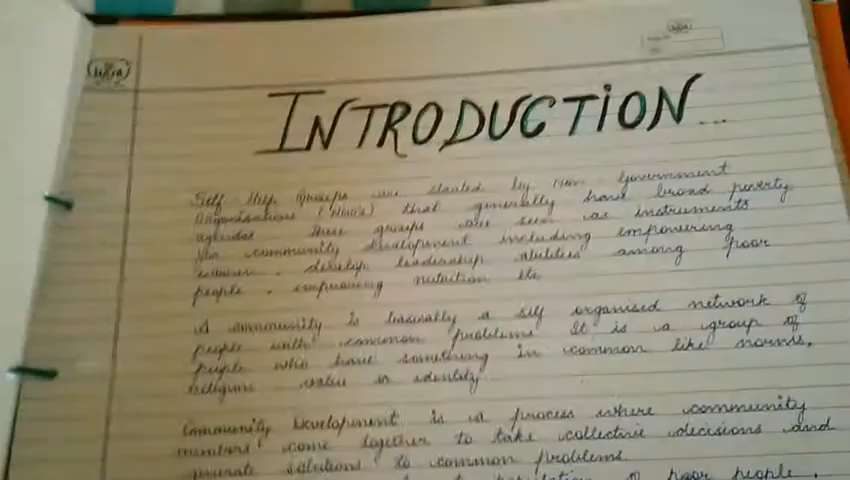 INTRODUCTION...
Self Help Groups are started by Non Government
Organisations (NGO's) that generally have broad poverty
agendas. These groups are seen as instruments
for community development including empowering
women, develop leadership abilities among poor
people, improving nutrition etc
A community is basically a self organised network of
people with common problems. It is a group of
people who have something in common like norms,
religion value or identity
Community Development is a process where community
members come together to take collective decisions and
solutions to common problems.
of poor people,